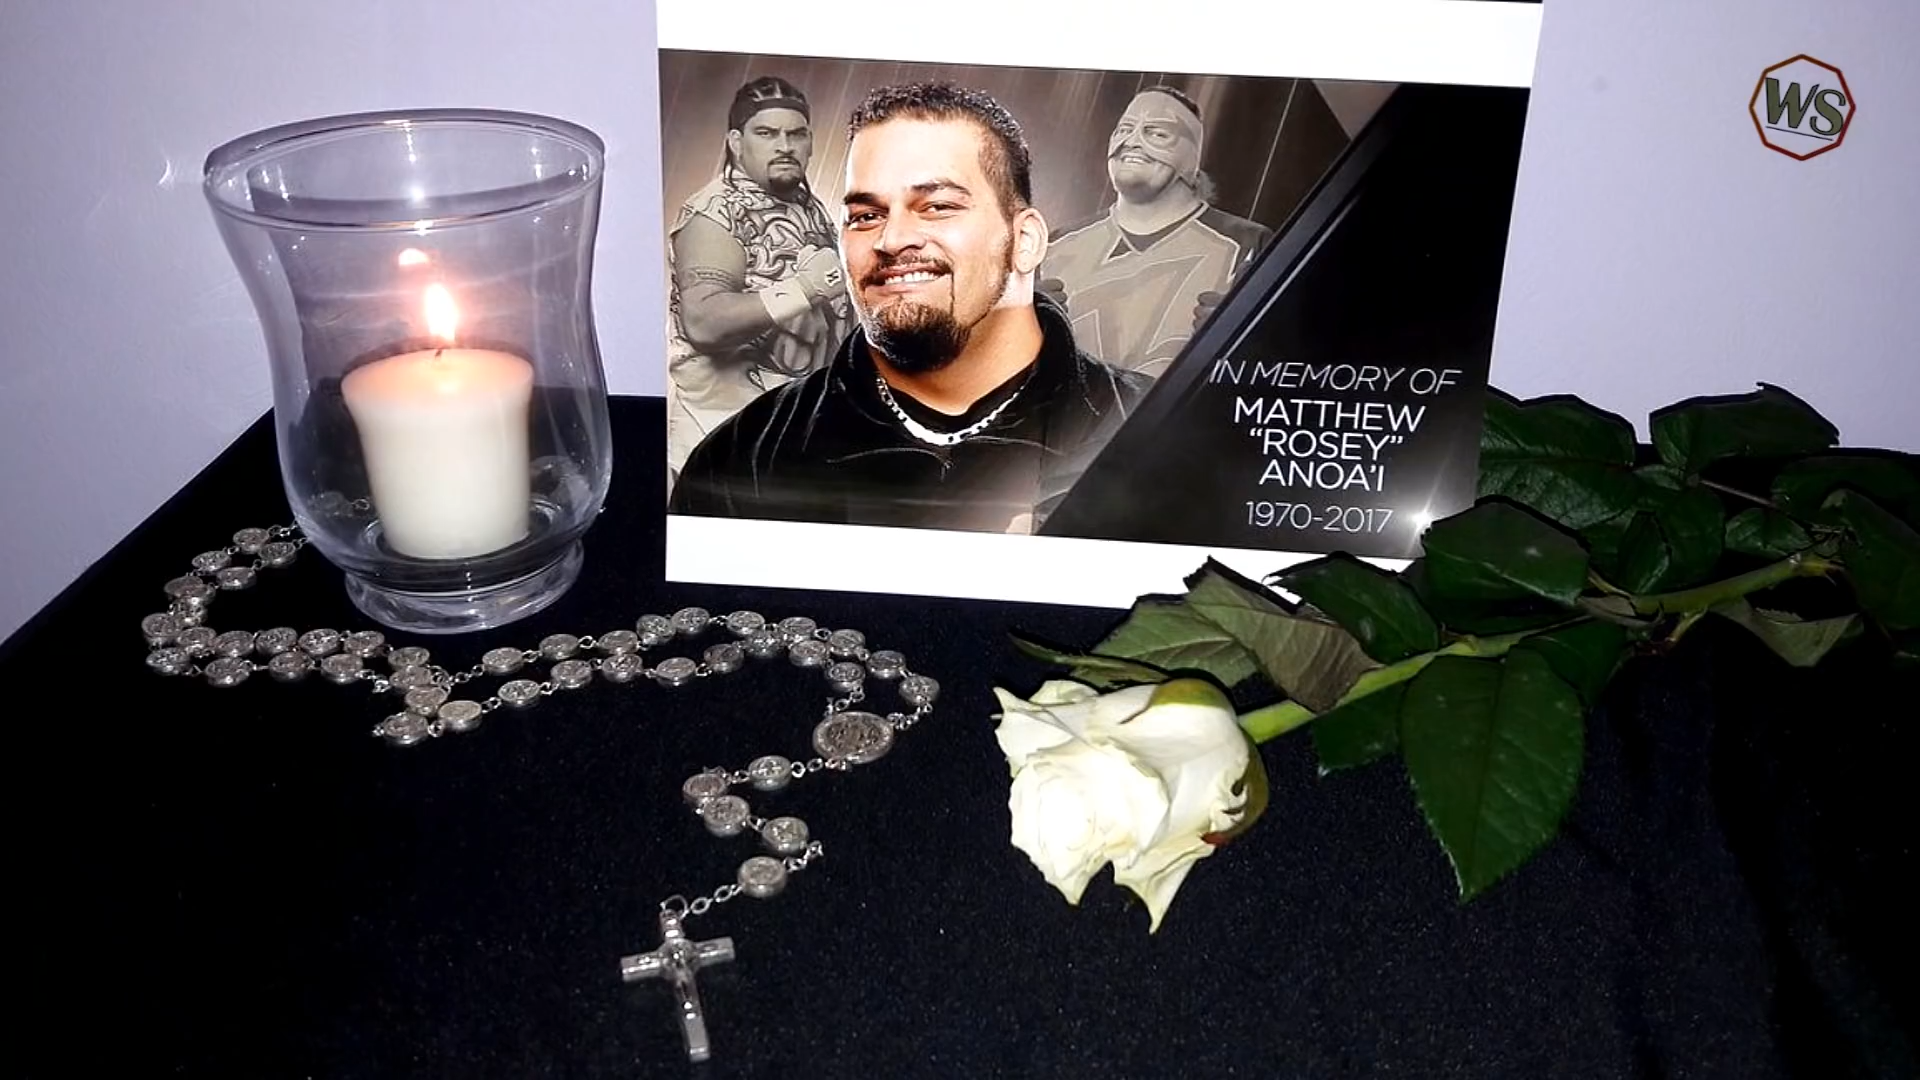 WS
IN MEMORY OF
MATTHEW
“ROSEY”
ANOA'I
1970-2017